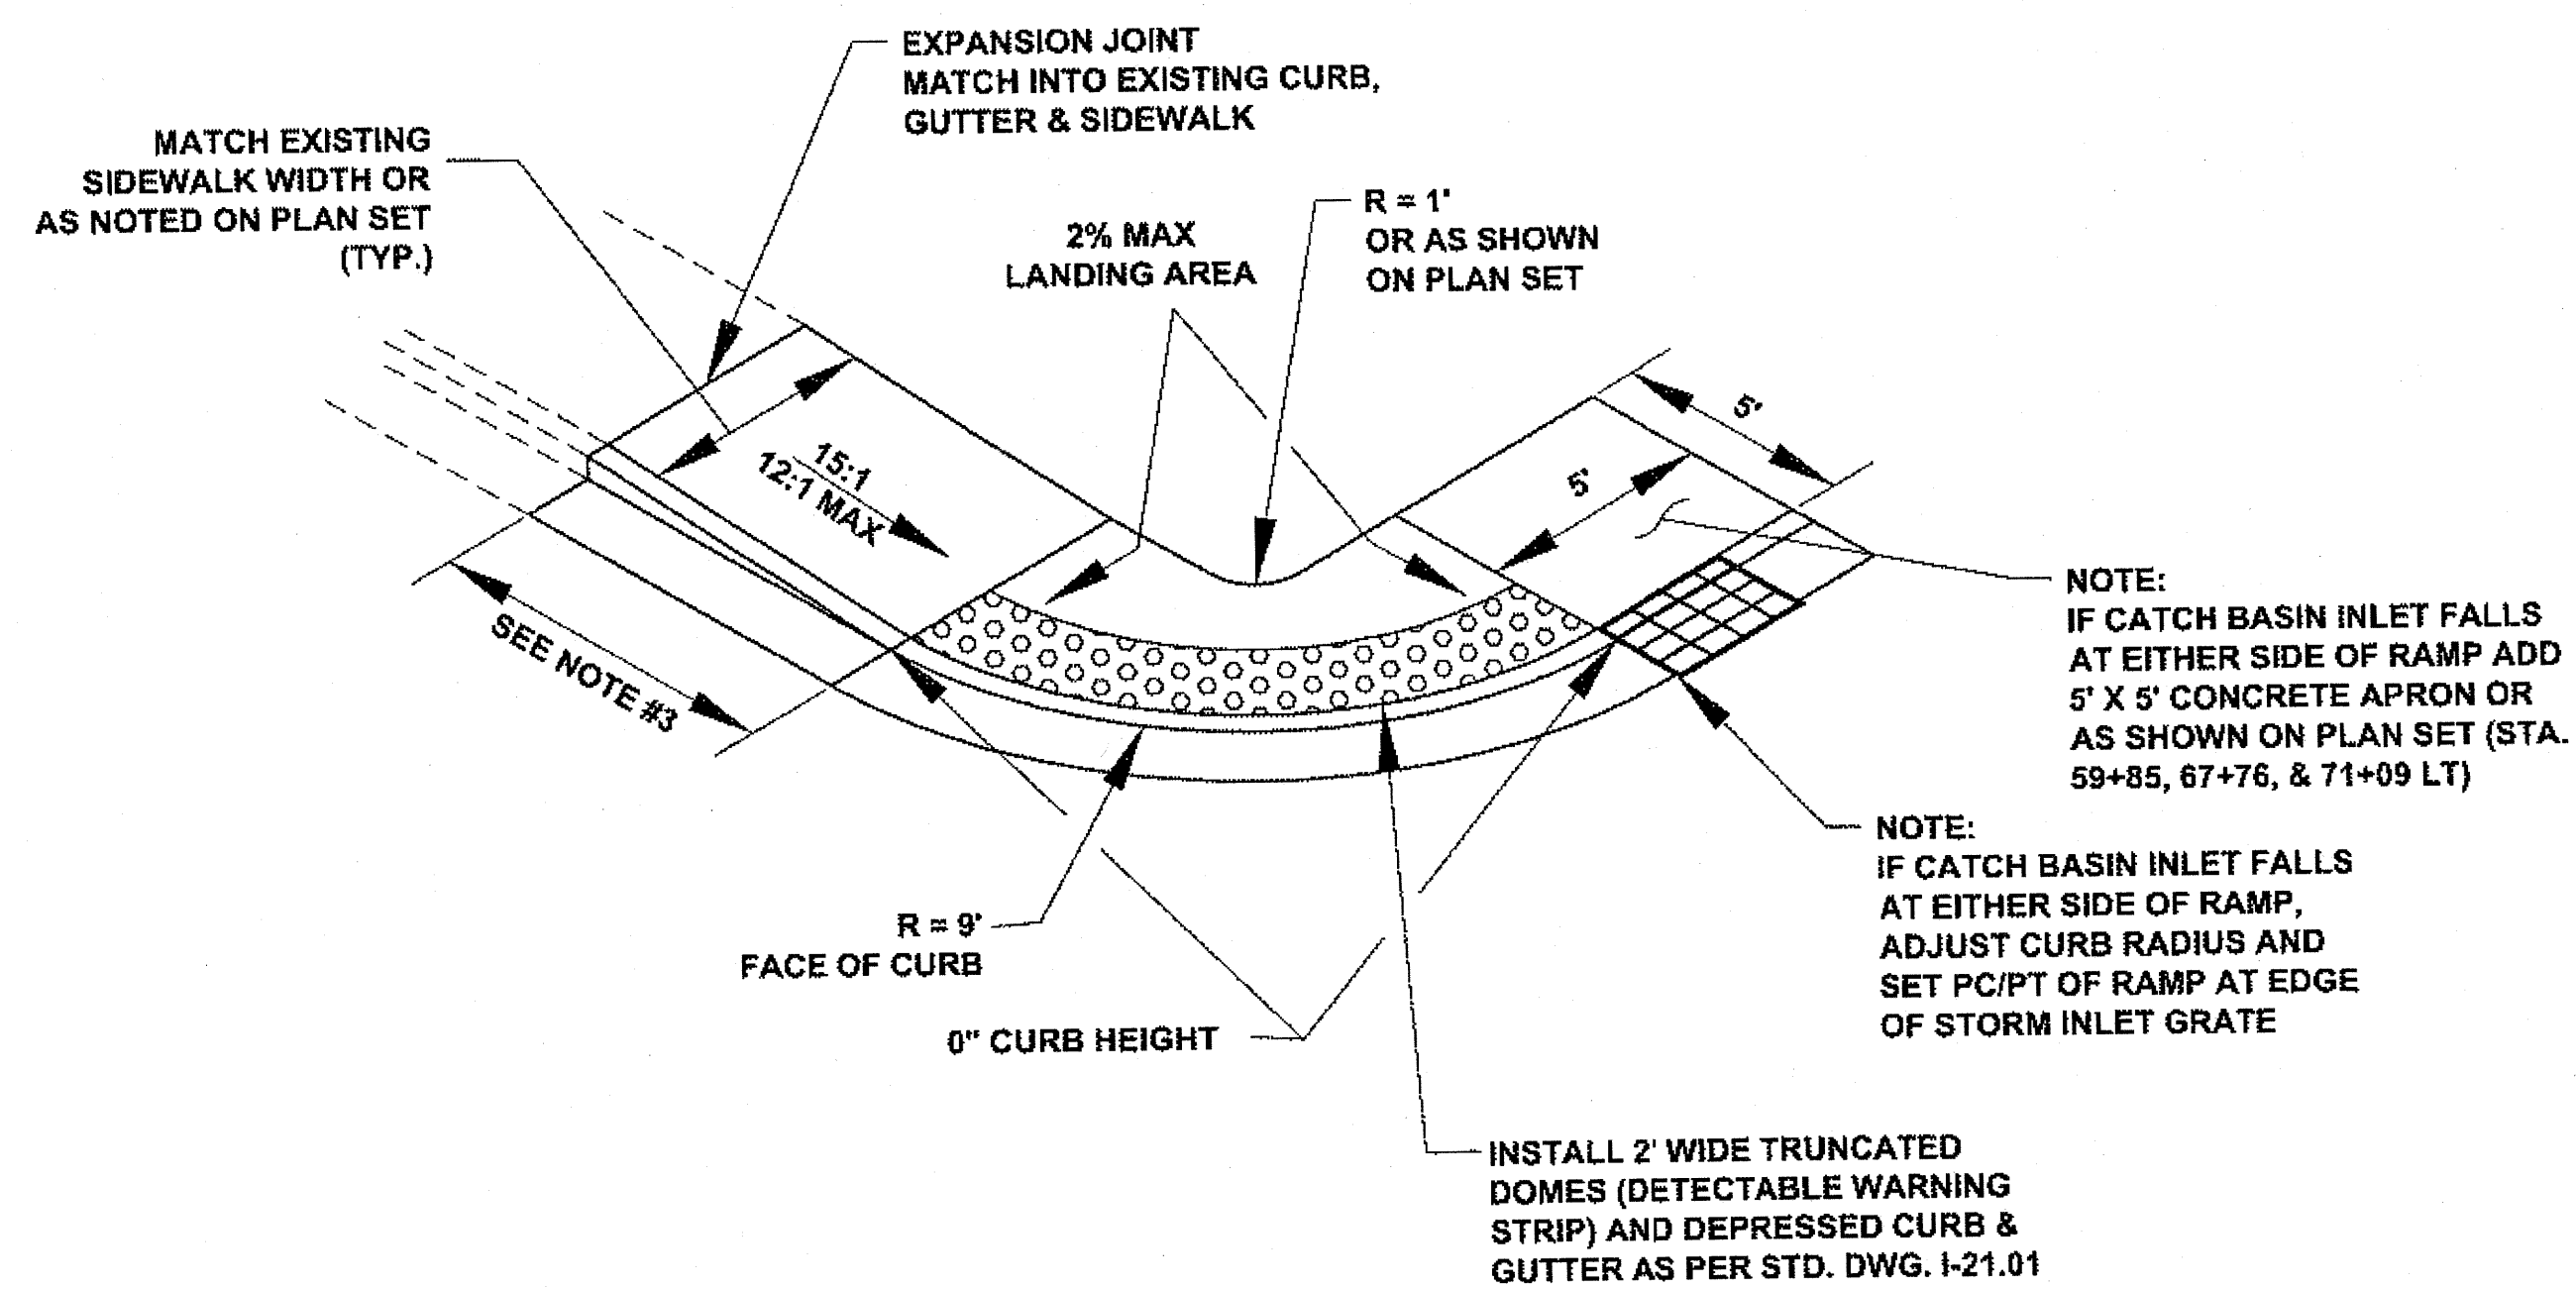 EXPANSION JOINT
MATCH INTO EXISTING CURB,
GUTTER & SIDEWALK
MATCH EXISTING
SIDEWALK WIDTH OR
AS NOTED ON PLAN SET
(TYP.)
2% MAX
LANDING AREA
R = 1'
OR AS SHOWN
ON PLAN SET
5'
5'
15:1
12:1 MAX
SEE NOTE #3
NOTE:
IF CATCH BASIN INLET FALLS
AT EITHER SIDE OF RAMP ADD
5' X 5' CONCRETE APRON OR
AS SHOWN ON PLAN SET (STA.
59+85, 67+76, & 71+09 LT)
NOTE:
IF CATCH BASIN INLET FALLS
AT EITHER SIDE OF RAMP,
ADJUST CURB RADIUS AND
SET PC/PT OF RAMP AT EDGE
OF STORM INLET GRATE
R = 9'
FACE OF CURB
0" CURB HEIGHT
INSTALL 2' WIDE TRUNCATED
DOMES (DETECTABLE WARNING
STRIP) AND DEPRESSED CURB &
GUTTER AS PER STD. DWG. I-21.01